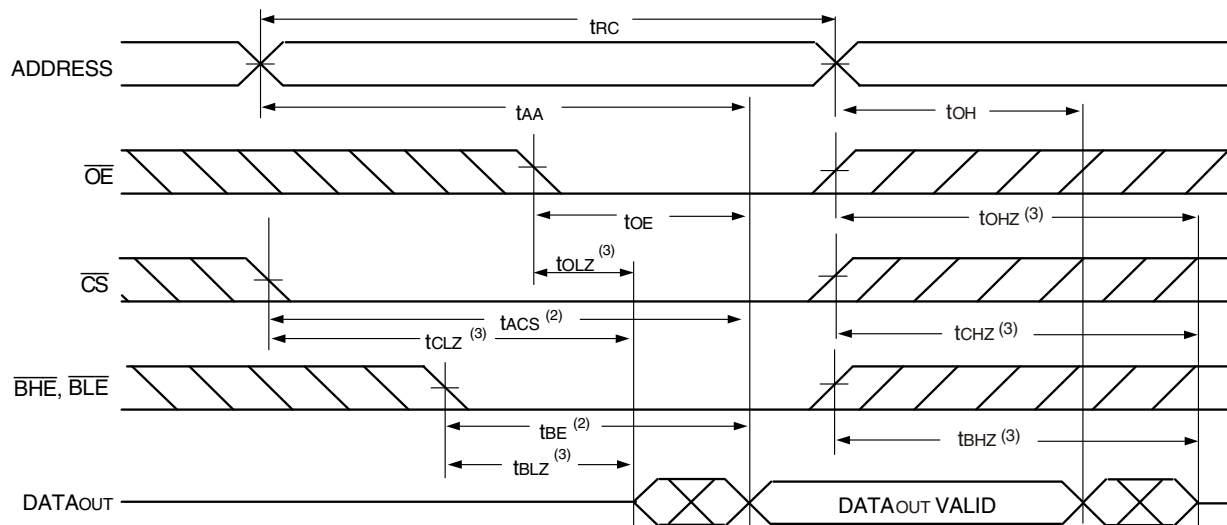 tRC
ADDRESS
tAA
tOH
OE
tOE
tOHZ (3)
tOLZ (3)
CS
tACS (2)
tCLZ (3)
tCHZ (3)
BHE, BLE
tBE (2)
tBHZ (3)
tBLZ (3)
DATAOUT
DATAOUT VALID